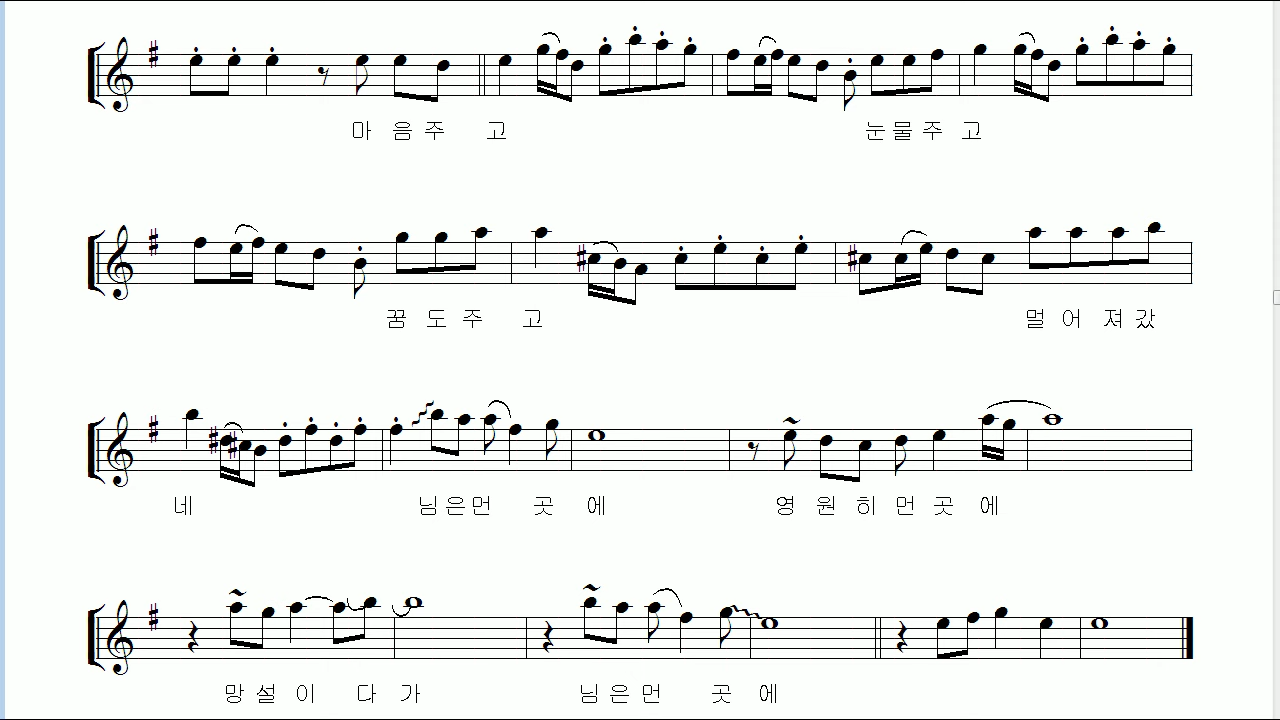 마 음 주 고 눈 물 주 고
꿈 도 주 고 멀 어 져 갔
네 님 은 먼 곳 에 영 원 히 먼 곳 에
망 설 이 다 가 님 은 먼 곳 에